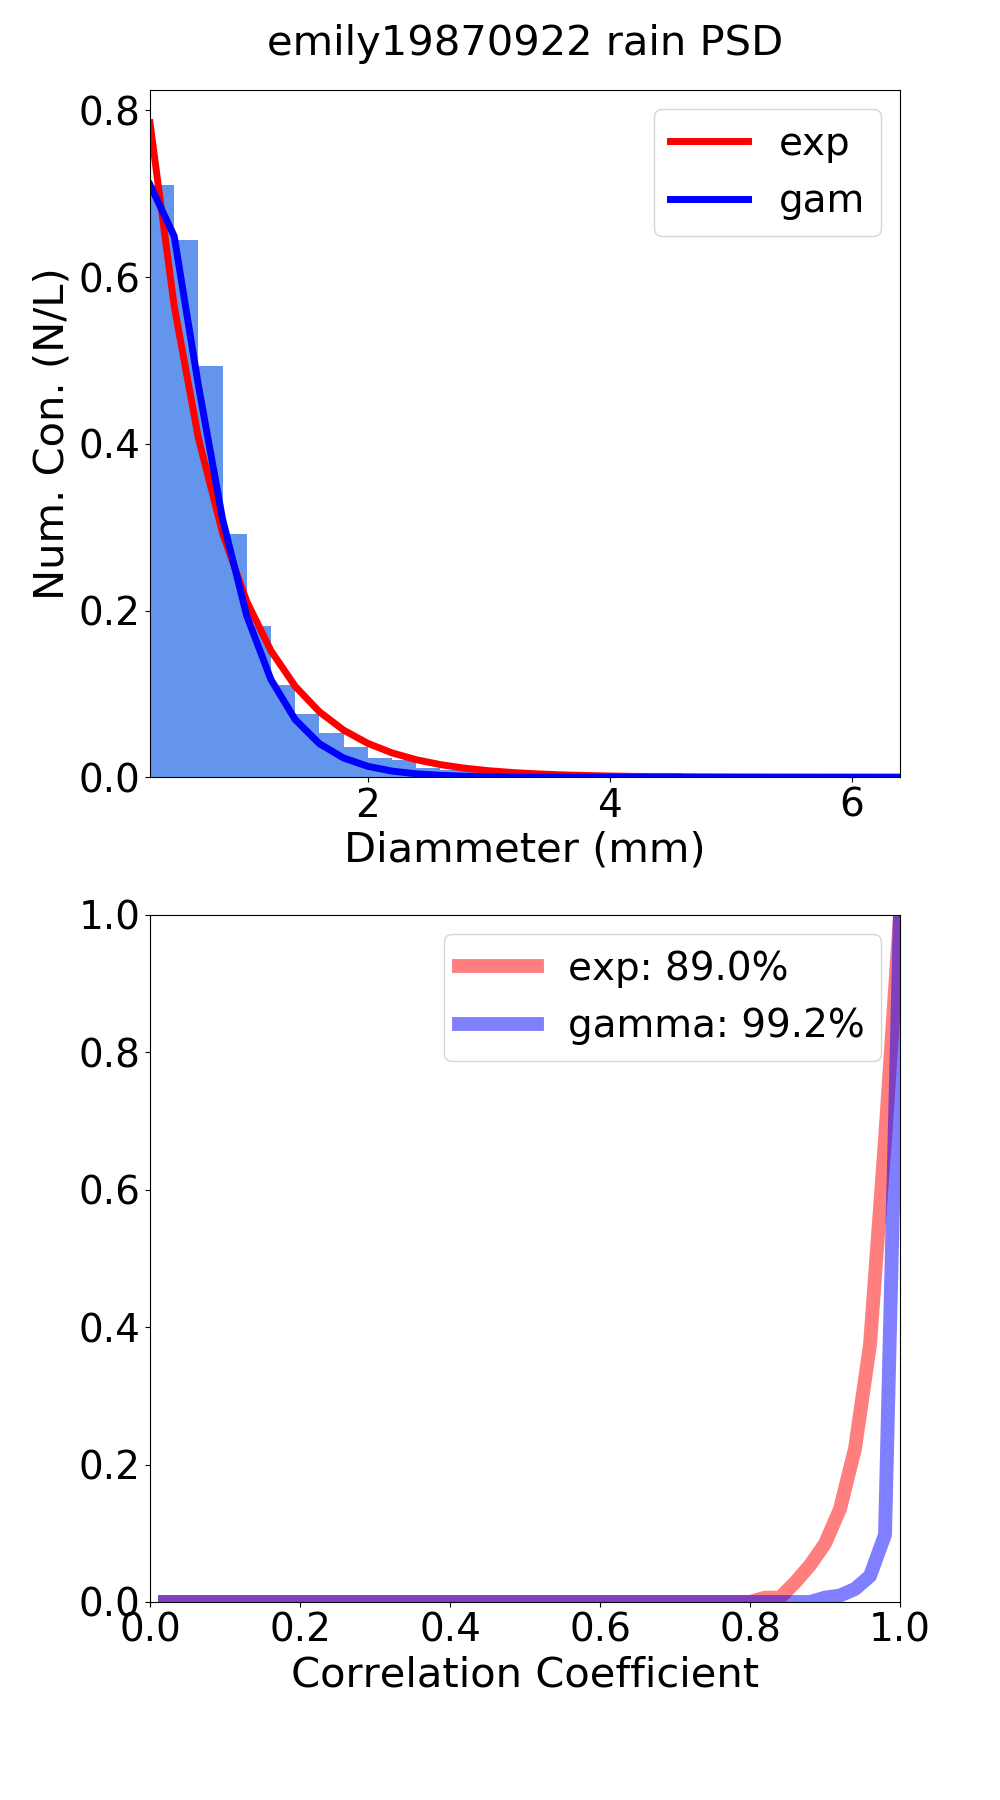 emily19870922 rain PSD
0.8
0.6
0.4
0.2
0.0
Num. Con. (N/L)
exp
gam
2
4
6
Diammeter (mm)
1.0
0.8
0.6
0.4
0.2
0.0
exp: 89.0%
gamma: 99.2%
0.0
0.2
0.4
0.6
0.8
1.0
Correlation Coefficient